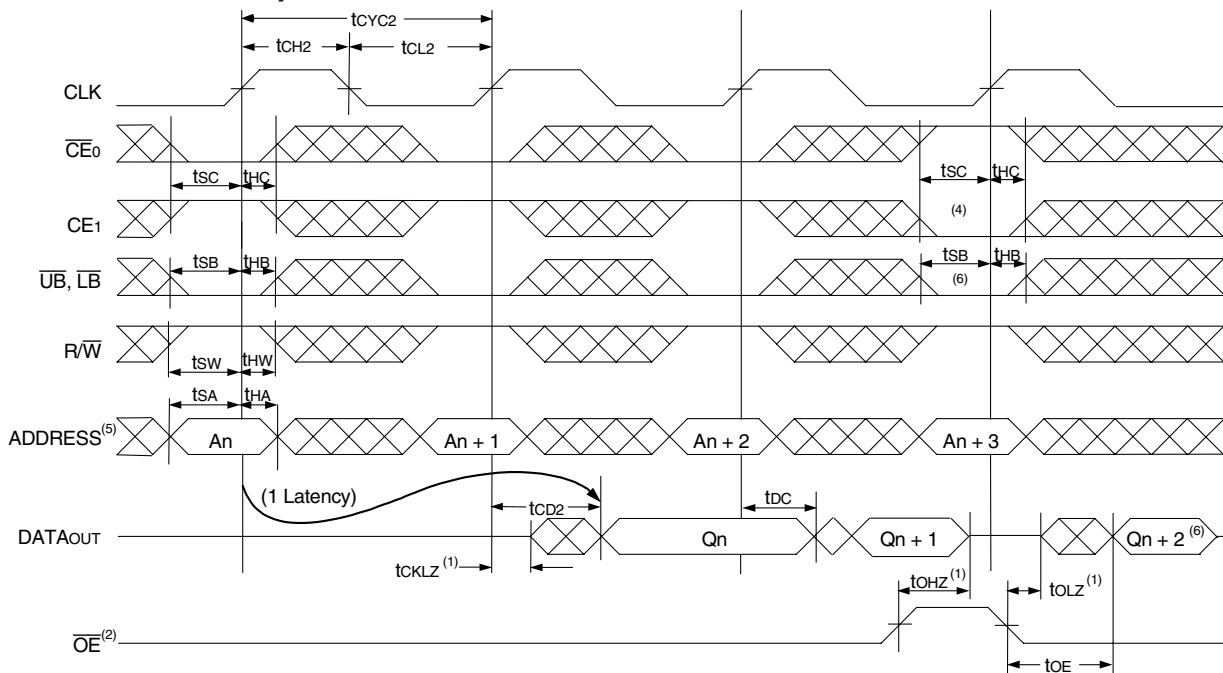 tCYC2
tCH2 tCL2
CLK
CE0
tSC tHC tSC tHC
CE1 (4)
tSB tHB tSB tHB
UB, LB (6)
R/W
tSW tHW
tSA tHA
ADDRESS(5) An An + 1 An + 2 An + 3
(1 Latency) tCD2 tDC
DATAOUT Qn Qn + 1 Qn + 2(6)
tCKLZ(1) tOHZ(1) tOLZ(1)
OE(2)
tOE